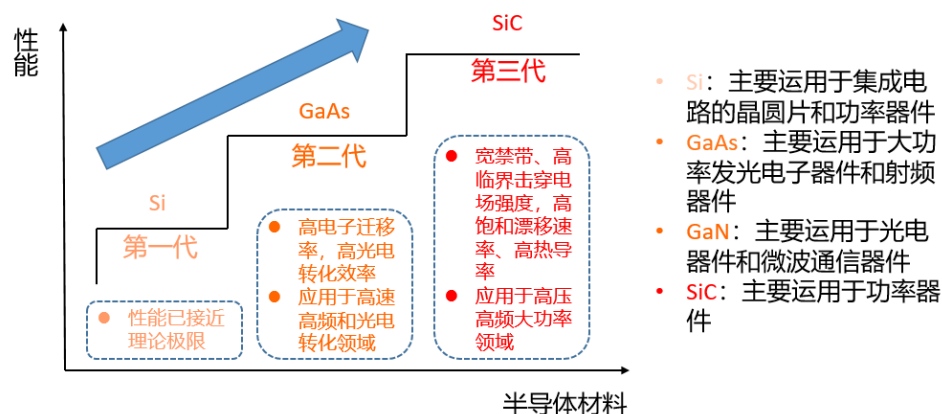 性能
SiC
第三代
GaAs
第二代
Si
第一代
性能已接近
理论极限
高电子迁移
率，高光电
转化效率
应用于高速
高频和光电
转化领域
宽禁带、高
临界击穿电
场强度，高
饱和漂移速
率、高热导
率
应用于高压
高频大功率
领域
半导体材料
Si：主要运用于集成电
路的晶圆片和功率器件
GaAs：主要运用于大功
率发光电子器件和射频
器件
GaN：主要运用于光电
器件和微波通信器件
SiC：主要运用于功率器
件